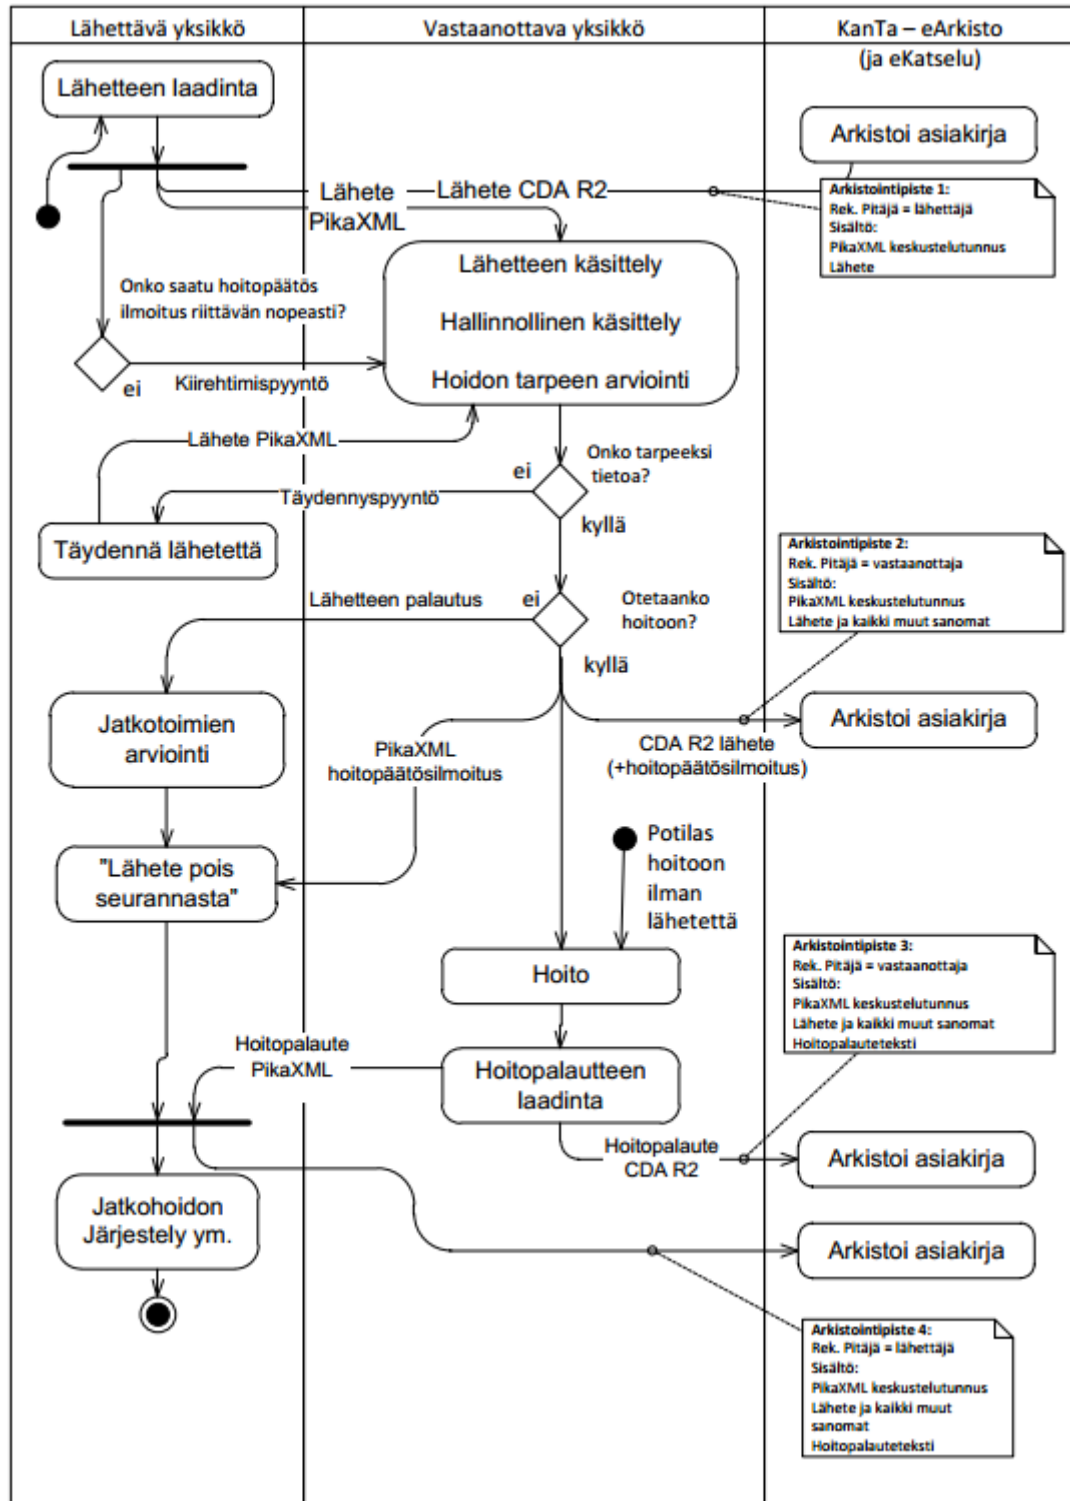 Lähettävä yksikkö
Vastaanottava yksikkö
KanTa – eArkisto
(ja eKatselu)
Lähetteen laadinta
Arkistoi asiakirja
Lähete
PikaXML
Lähete CDA R2
Arkistointipiste 1:
Rek. Pitäjä = lähettäjä
Sisältö:
PikaXML keskustelutunnus
Lähete
Onko saatu hoitopäätös
ilmoitus riittävän nopeasti?
Lähetteen käsittely
Hallinnollinen käsittely
Hoidon tarpeen arviointi
ei
Kiirehtimispyyntö
Lähete PikaXML
Onko tarpeeksi
tietoa?
ei
Täydennyspyyntö
kyllä
Täydennä lähetettä
Arkistointipiste 2:
Rek. Pitäjä = vastaanottaja
Sisältö:
PikaXML keskustelutunnus
Lähete ja kaikki muut sanomat
Lähetteen palautus
ei
Otetaanko
hoitoon?
kyllä
Jatkotoimien
arviointi
Arkistoi asiakirja
PikaXML
hoitopäätösilmoitus
CDA R2 lähete
(+hoitopäätösilmoitus)
"Lähete pois
seurannasta"
Potilas
hoitoon
ilman
lähetettä
Arkistointipiste 3:
Rek. Pitäjä = vastaanottaja
Sisältö:
PikaXML keskustelutunnus
Lähete ja kaikki muut sanomat
Hoitopalauteteksti
Hoito
Hoitopalaute
PikaXML
Hoitopalautteen
laadinta
Hoitopalaute
CDA R2
Arkistoi asiakirja
Jatkohoidon
Järjestely ym.
Arkistoi asiakirja
Arkistointipiste 4:
Rek. Pitäjä = lähettäjä
Sisältö:
PikaXML keskustelutunnus
Lähete ja kaikki muut
sanomat
Hoitopalauteteksti